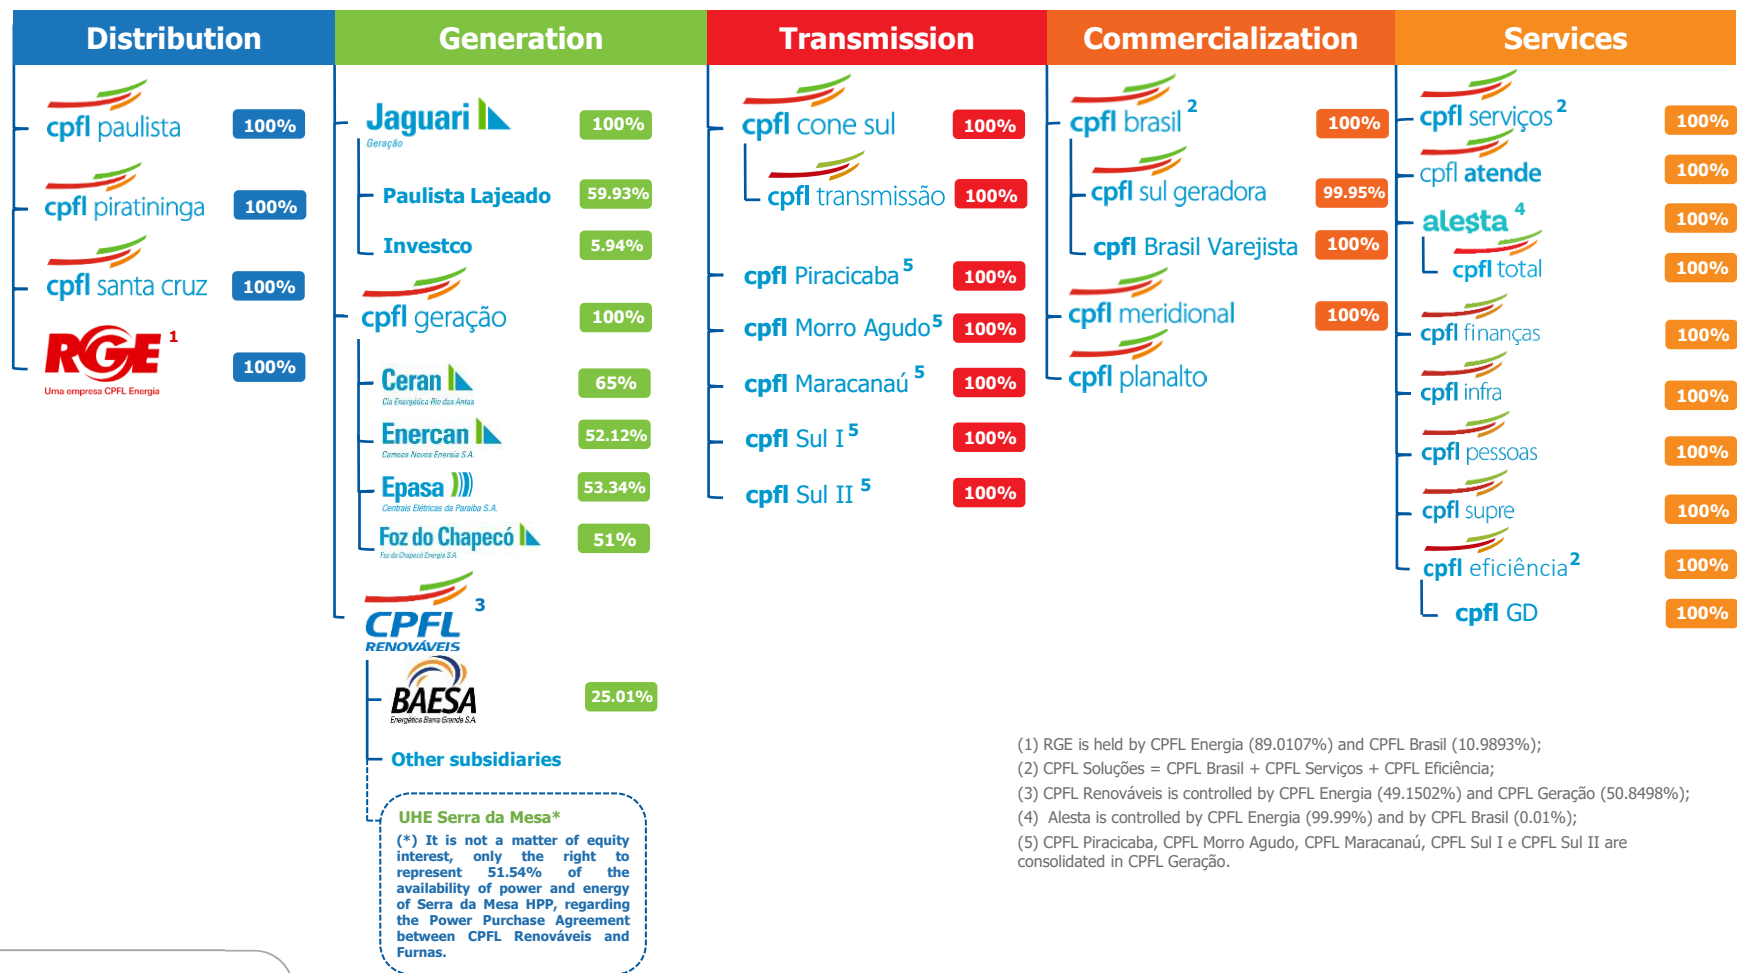 Distribution
cpfl paulista 100%
cpfl piratininga 100%
cpfl santa cruz 100%
RGE 1 100%
Uma empresa CPFL Energia
Generation
Jaguari 100%
Geração
Paulista Lajeado 59.93%
Investco 5.94%
cpfl geração 100%
Ceran 65%
Cia Energética Rio das Antas
Enercan 52.12%
Campos Novos Energia S.A.
Epasa 53.34%
Centrais Elétricas da Paraíba S.A.
Foz do Chapecó 51%
Foz do Chapecó Energia S.A.
CPFL 3
RENOVÁVEIS
BAESA 25.01%
Energética Barra Grande S.A.
Other subsidiaries
UHE Serra da Mesa*
(*) It is not a matter of equity
interest, only the right to
represent 51.54% of the
availability of power and energy
of Serra da Mesa HPP, regarding
the Power Purchase Agreement
between CPFL Renováveis and
Furnas.
Transmission
cpfl cone sul 100%
cpfl transmissão 100%
cpfl Piracicaba 5 100%
cpfl Morro Agudo 5 100%
cpfl Maracanaú 5 100%
cpfl Sul I 5 100%
cpfl Sul II 5 100%
Commercialization
cpfl brasil 2 100%
cpfl sul geradora 99.95%
cpfl Brasil Varejista 100%
cpfl meridional 100%
cpfl planalto
Services
cpfl serviços 2 100%
cpfl atende 100%
alesta 4 100%
cpfl total 100%
cpfl finanças 100%
cpfl infra 100%
cpfl pessoas 100%
cpfl supre 100%
cpfl eficiência 2 100%
cpfl GD 100%
(1) RGE is held by CPFL Energia (89.0107%) and CPFL Brasil (10.9893%);
(2) CPFL Soluções = CPFL Brasil + CPFL Serviços + CPFL Eficiência;
(3) CPFL Renováveis is controlled by CPFL Energia (49.1502%) and CPFL Geração (50.8498%);
(4) Alesta is controlled by CPFL Energia (99.99%) and by CPFL Brasil (0.01%);
(5) CPFL Piracicaba, CPFL Morro Agudo, CPFL Maracanaú, CPFL Sul I e CPFL Sul II are
consolidated in CPFL Geração.